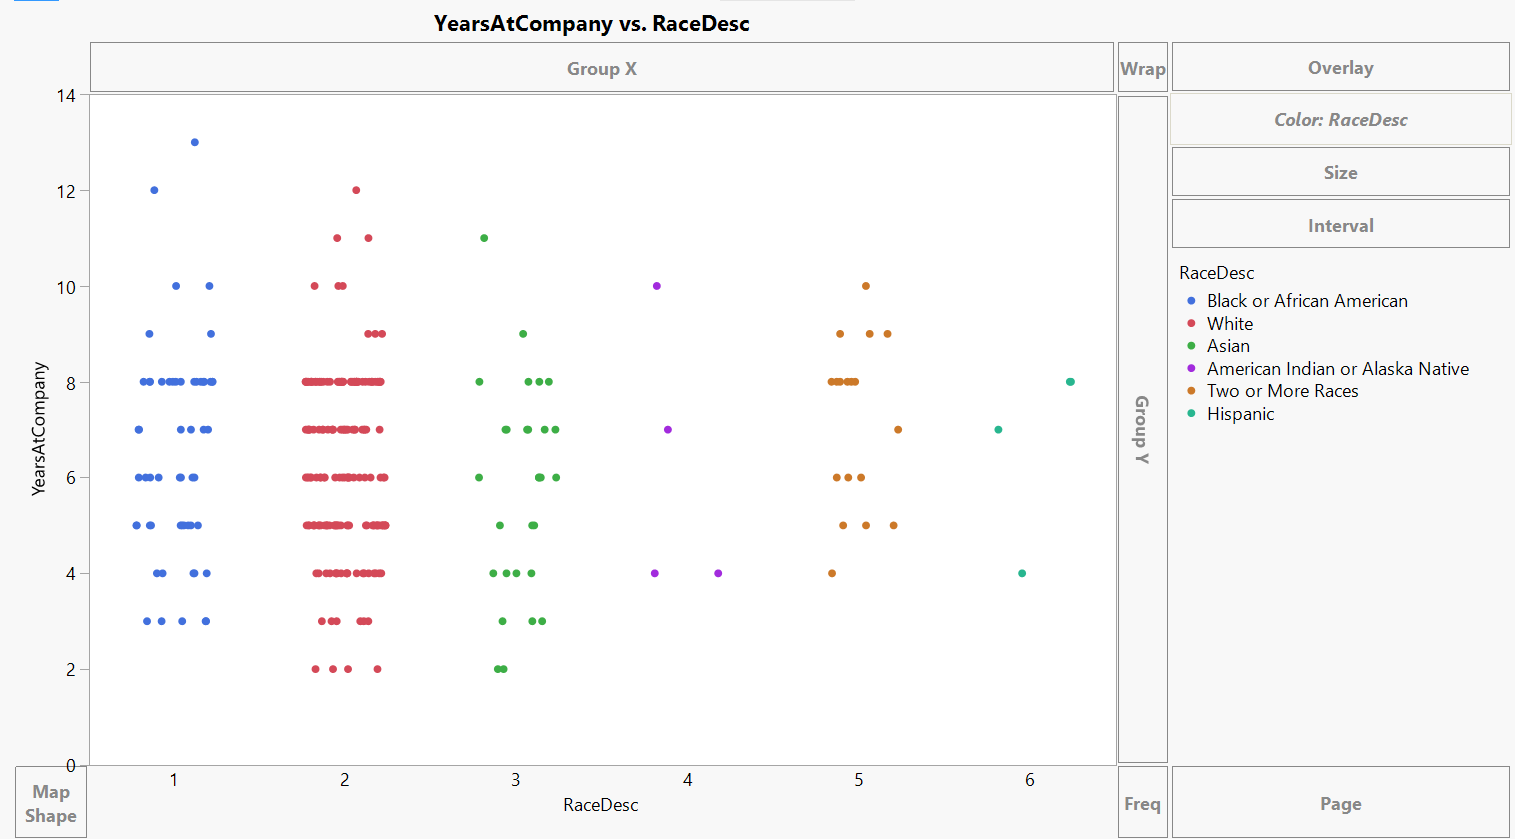 YearsAtCompany vs. RaceDesc
Group X
Wrap
Overlay
Color: RaceDesc
Size
Interval
RaceDesc
Black or African American
White
Asian
American Indian or Alaska Native
Two or More Races
Hispanic
Group Y
YearsAtCompany
14
12
10
8
6
4
2
0
1 2 3 4 5 6
RaceDesc
Map
Shape
Freq
Page